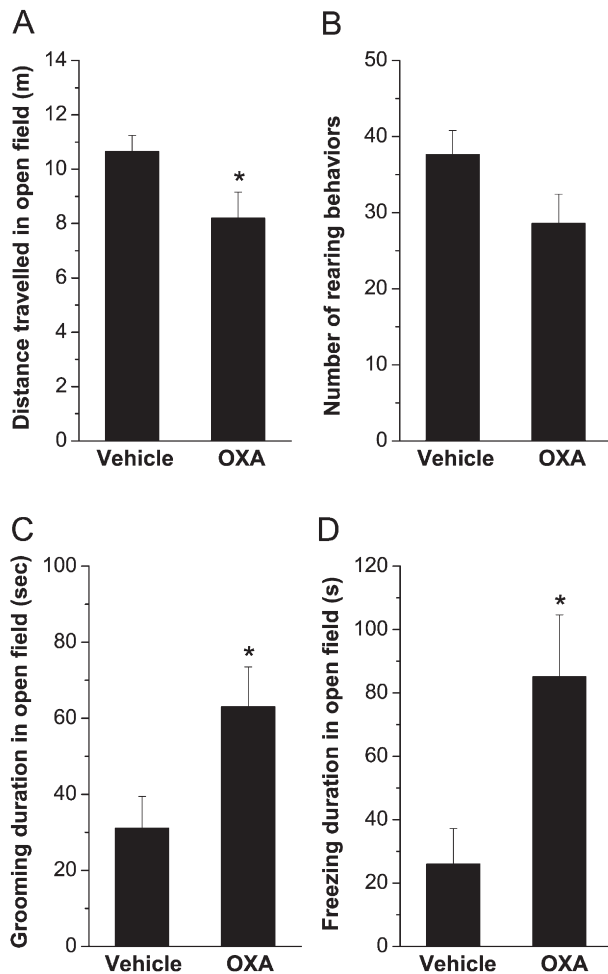 A
Distance travelled in open field (m)
14
12
10
8
6
4
2
0
*
Vehicle OXA
B
Number of rearing behaviors
50
40
30
20
10
0
Vehicle OXA
C
Grooming duration in open field (sec)
100
80
60
40
20
0
*
Vehicle OXA
D
Freezing duration in open field (s)
120
100
80
60
40
20
0
*
Vehicle OXA